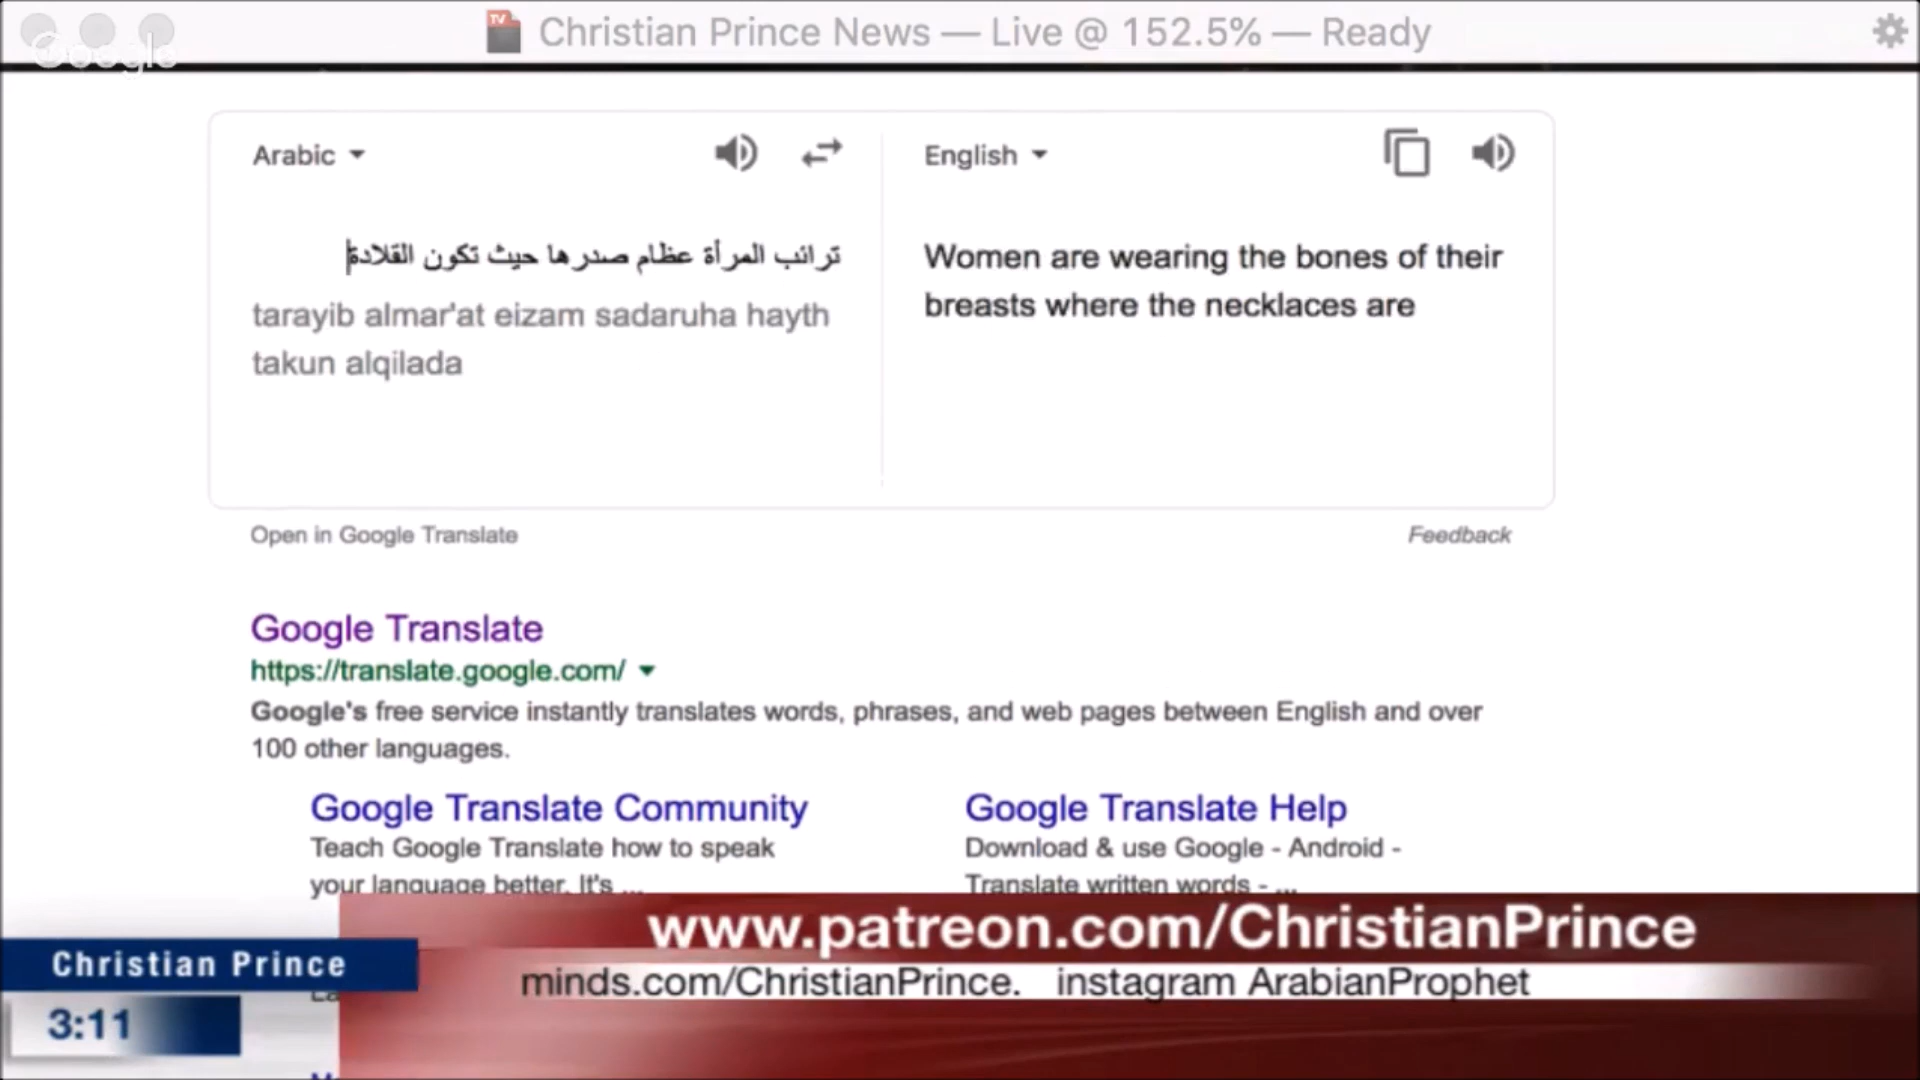 Google
Christian Prince News — Live @ 152.5% — Ready
Arabic
English
ترائب المرأة عظام صدرها حيث تكون القلادة
tarayib almar'at eizam sadaruha hayth
takun alqilada
Women are wearing the bones of their
breasts where the necklaces are
Open in Google Translate
Feedback
Google Translate
https://translate.google.com/
Google's free service instantly translates words, phrases, and web pages between English and over
100 other languages.
Google Translate Community
Teach Google Translate how to speak
your language better. It's ...
Google Translate Help
Download & use Google - Android -
Translate written words - ...
www.patreon.com/ChristianPrince
Christian Prince
minds.com/ChristianPrince. instagram ArabianProphet
3:11